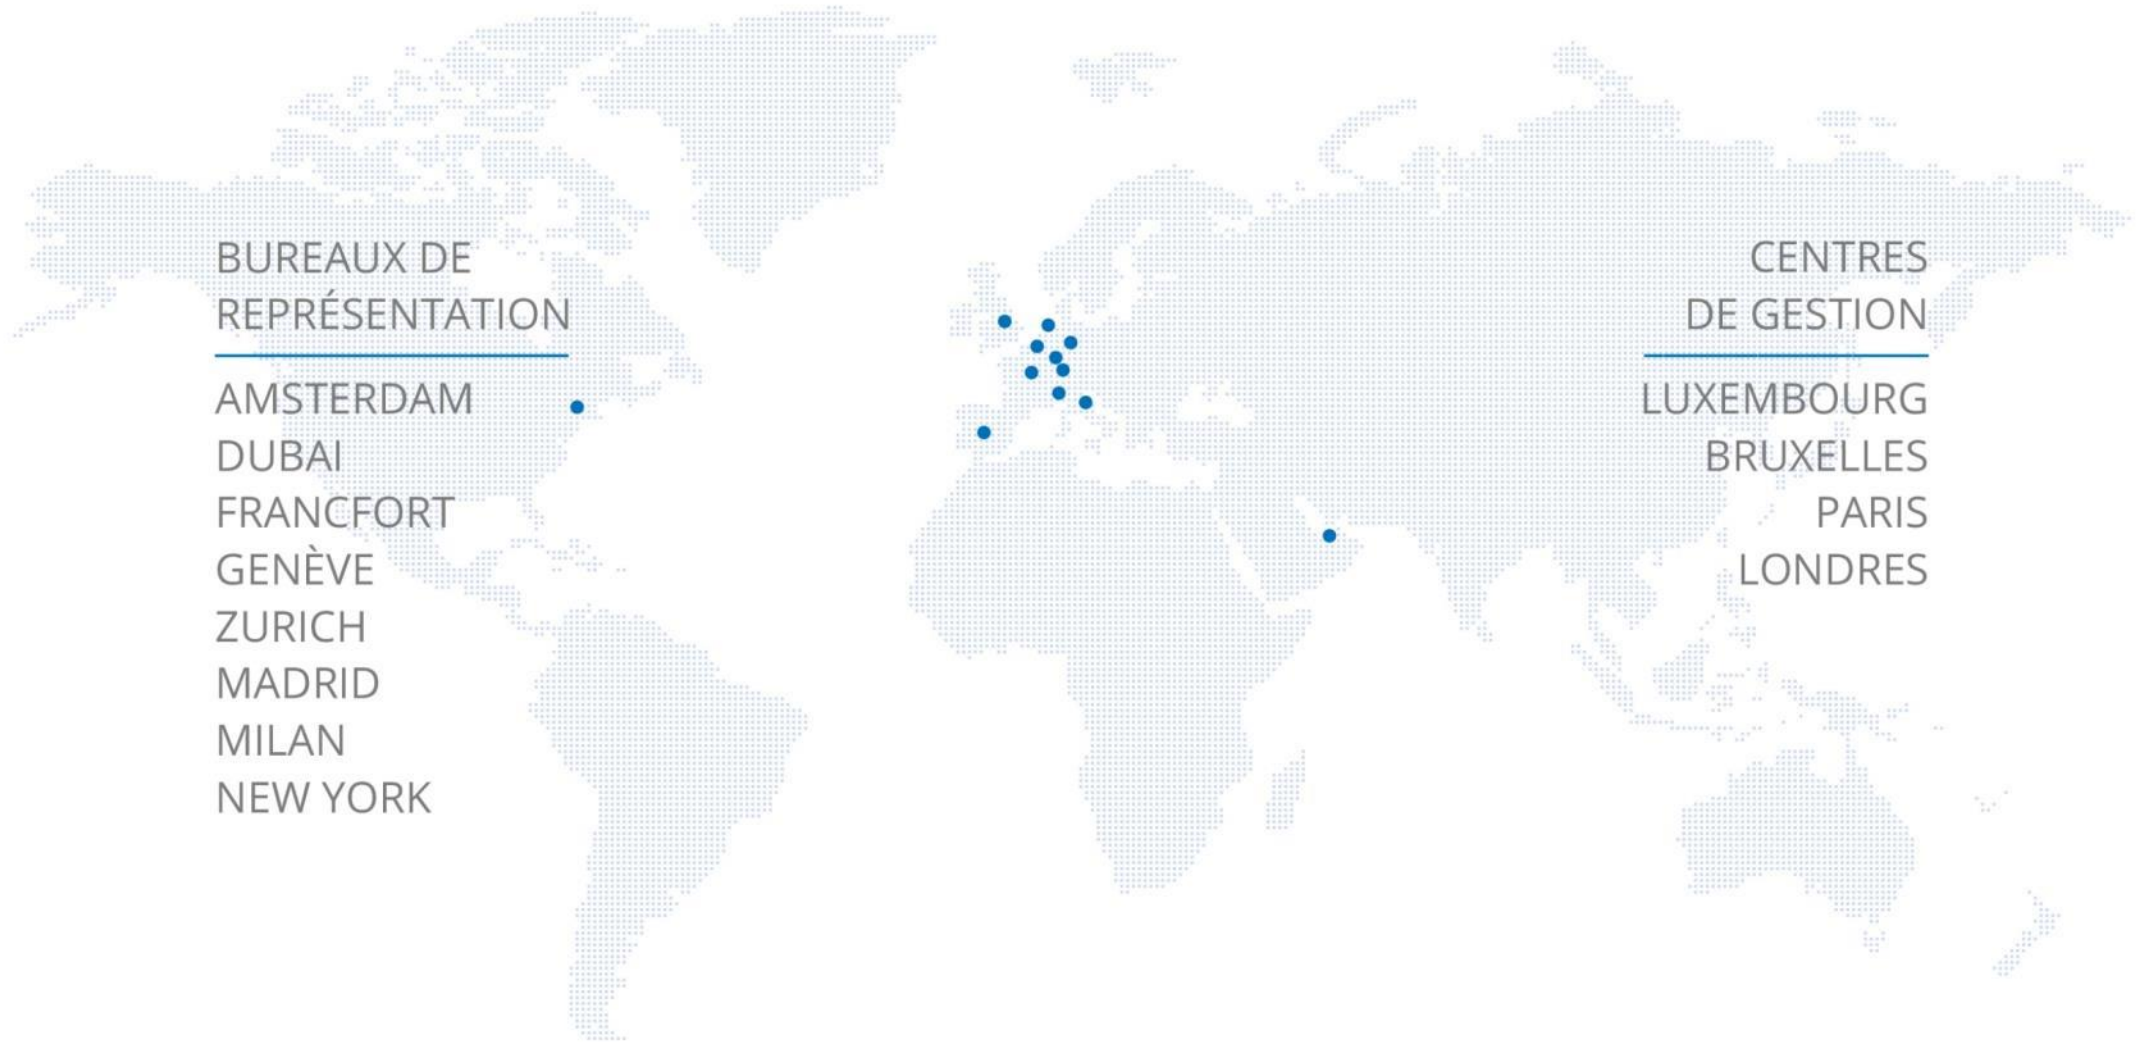 BUREAUX DE
REPRÉSENTATION
AMSTERDAM
DUBAI
FRANCFORT
GENÈVE
ZURICH
MADRID
MILAN
NEW YORK
CENTRES
DE GESTION
LUXEMBOURG
BRUXELLES
PARIS
LONDRES